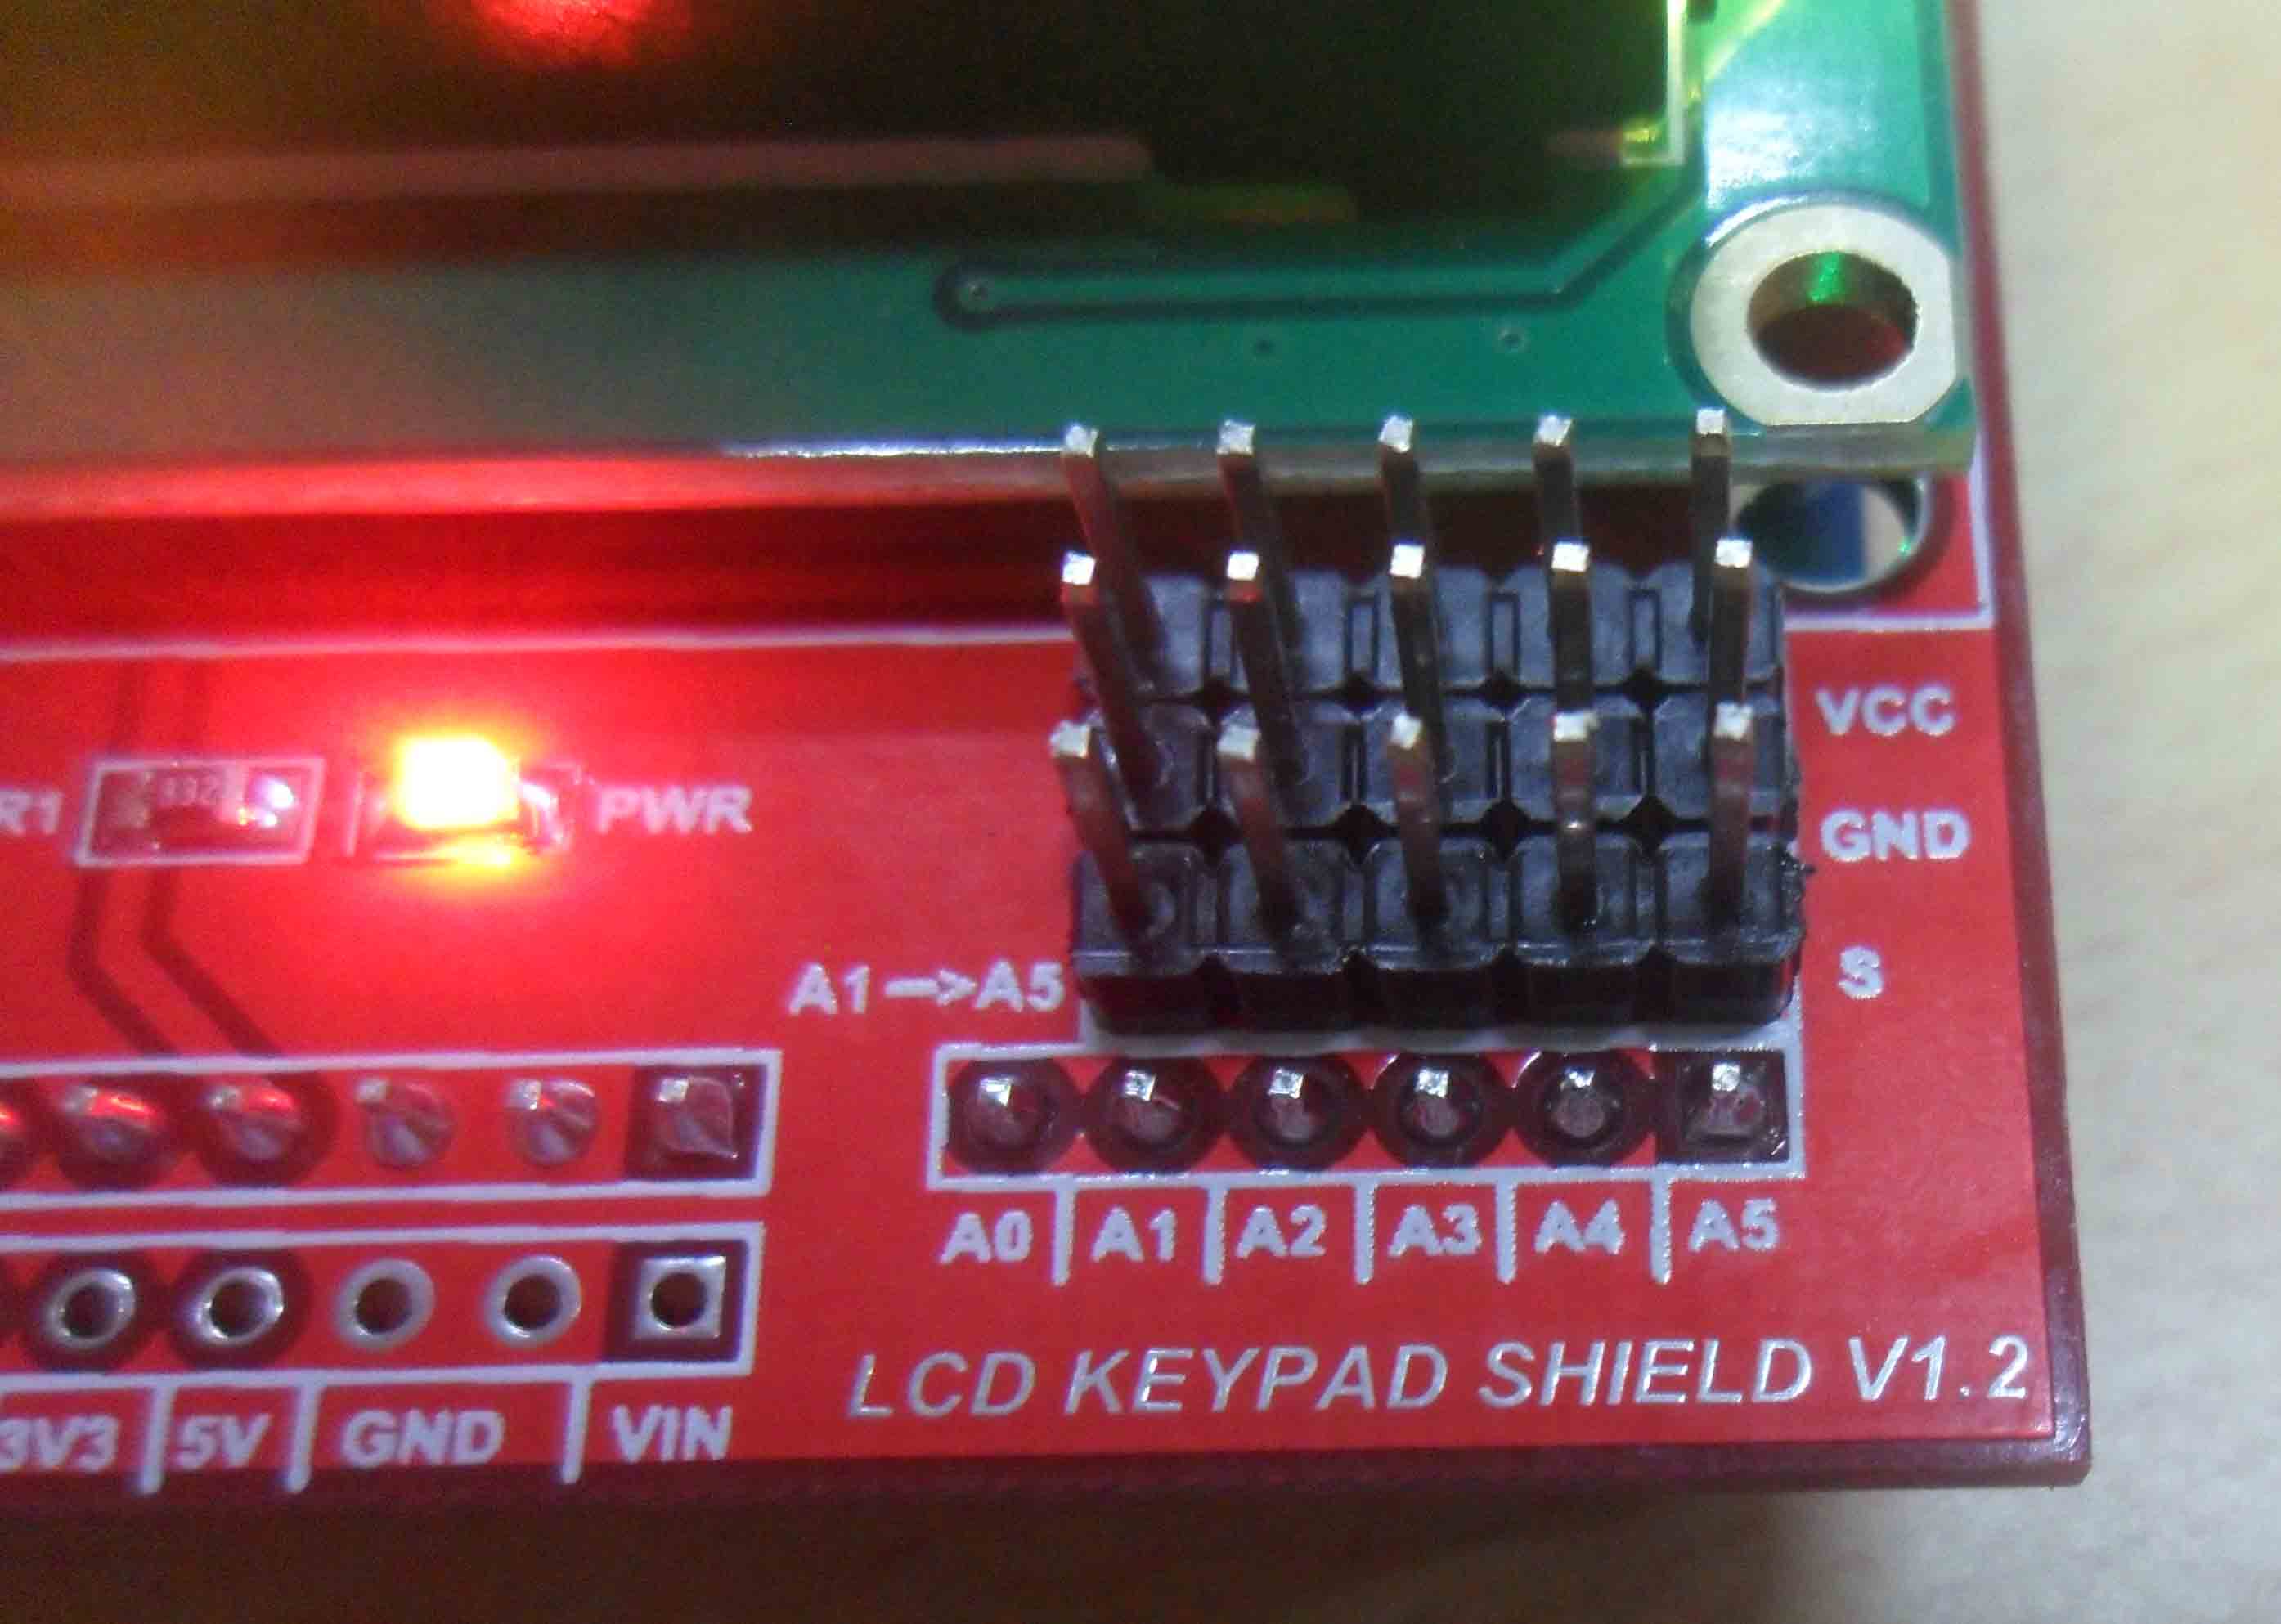 VCC
R1 PWR GND
A1->A5 S
A0 A1 A2 A3 A4 A5
LCD KEYPAD SHIELD V1.2
3V3 5V GND VIN